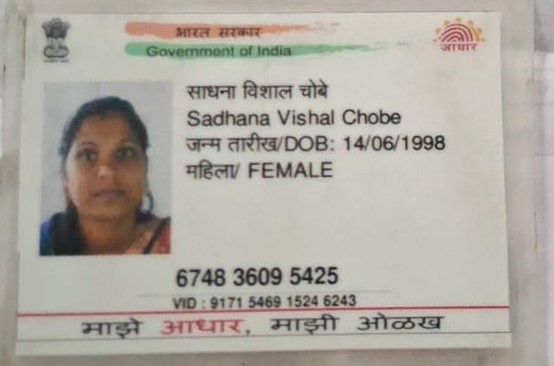 भारत सरकार
Government of India
आधार
साधना विशाल चोबे
Sadhana Vishal Chobe
जन्म तारीख/DOB: 14/06/1998
महिला/ FEMALE
6748 3609 5425
VID : 9171 5469 1524 6243
माझे आधार, माझी ओळख